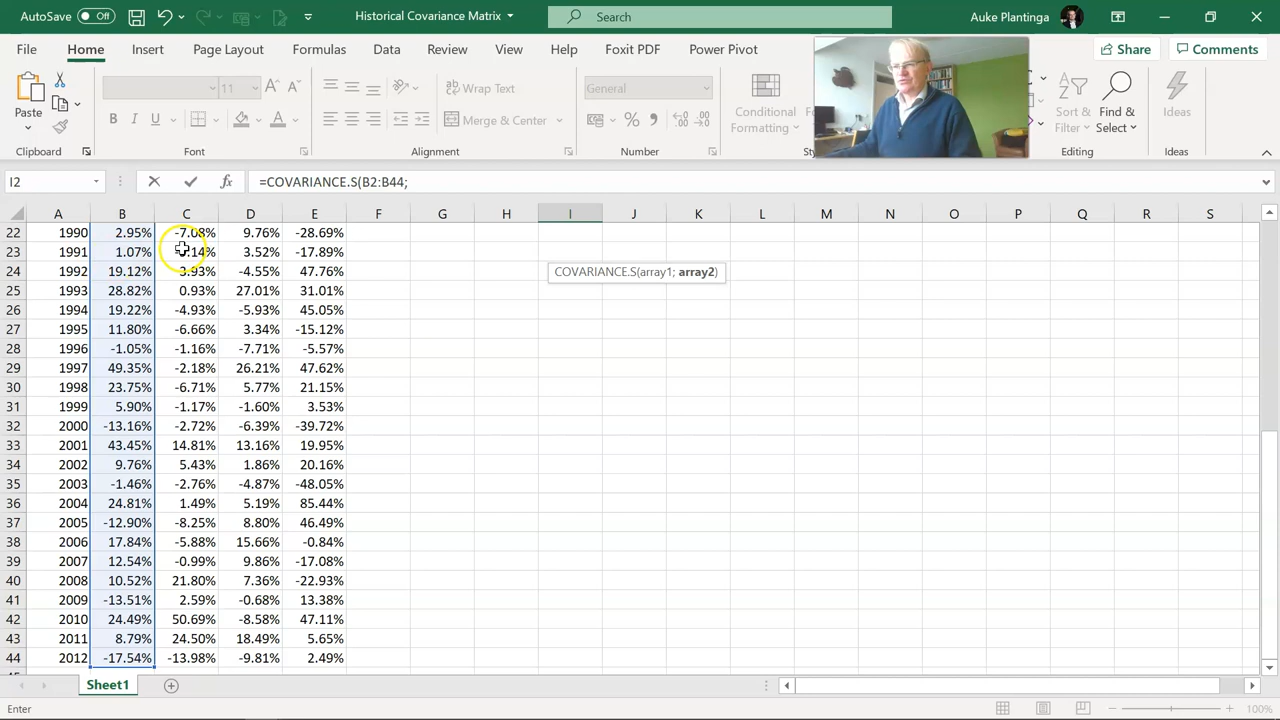 AutoSave Off Historical Covariance Matrix Search Auke Plantinga
File Home Insert Page Layout Formulas Data Review View Help Foxit PDF Power Pivot Share Comments
Paste 11 Wrap Text General Conditional Formatting Sort & Filter Find & Select Ideas
Merge & Center
Clipboard Font Alignment Number Ideas
I2 =COVARIANCE.S(B2:B44;
A B C D E F G H I J K L M N O P Q R S
22 1990 2.95% -7.08% 9.76% -28.69%
23 1991 1.07% 14% 3.52% -17.89%
COVARIANCE.S(array1; array2)
24 1992 19.12% 3.93% -4.55% 47.76%
25 1993 28.82% 0.93% 27.01% 31.01%
26 1994 19.22% -4.93% -5.93% 45.05%
27 1995 11.80% -6.66% 3.34% -15.12%
28 1996 -1.05% -1.16% -7.71% -5.57%
29 1997 49.35% -2.18% 26.21% 47.62%
30 1998 23.75% -6.71% 5.77% 21.15%
31 1999 5.90% -1.17% -1.60% 3.53%
32 2000 -13.16% -2.72% -6.39% -39.72%
33 2001 43.45% 14.81% 13.16% 19.95%
34 2002 9.76% 5.43% 1.86% 20.16%
35 2003 -1.46% -2.76% -4.87% -48.05%
36 2004 24.81% 1.49% 5.19% 85.44%
37 2005 -12.90% -8.25% 8.80% 46.49%
38 2006 17.84% -5.88% 15.66% -0.84%
39 2007 12.54% -0.99% 9.86% -17.08%
40 2008 10.52% 21.80% 7.36% -22.93%
41 2009 -13.51% 2.59% -0.68% 13.38%
42 2010 24.49% 50.69% -8.58% 47.11%
43 2011 8.79% 24.50% 18.49% 5.65%
44 2012 -17.54% -13.98% -9.81% 2.49%
Sheet1
Enter 100%